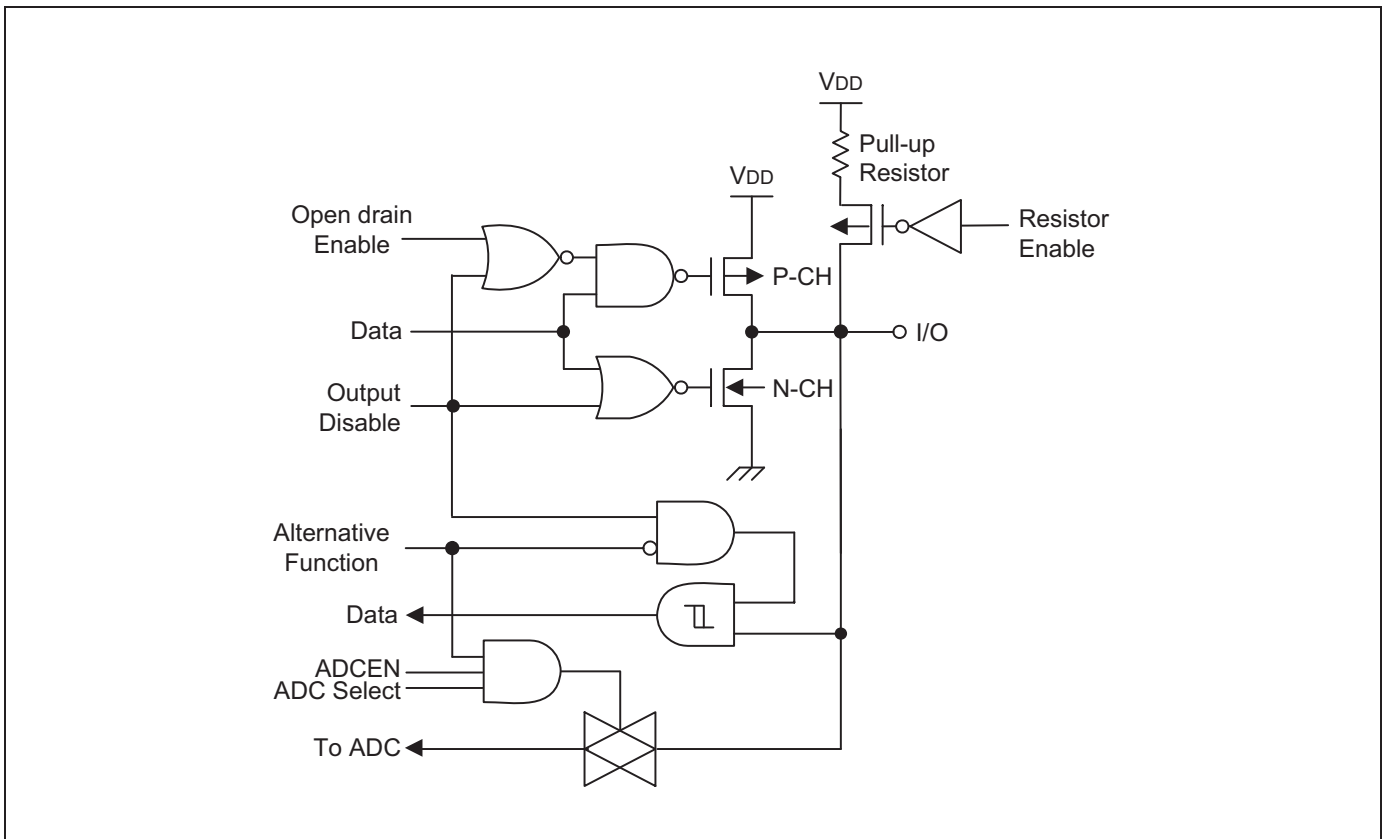 VDD
Pull-up
Resistor
VDD
Open drain
Enable
Resistor
Enable
P-CH
Data
I/O
Output
Disable
N-CH
Alternative
Function
Data
ADCEN
ADC Select
To ADC